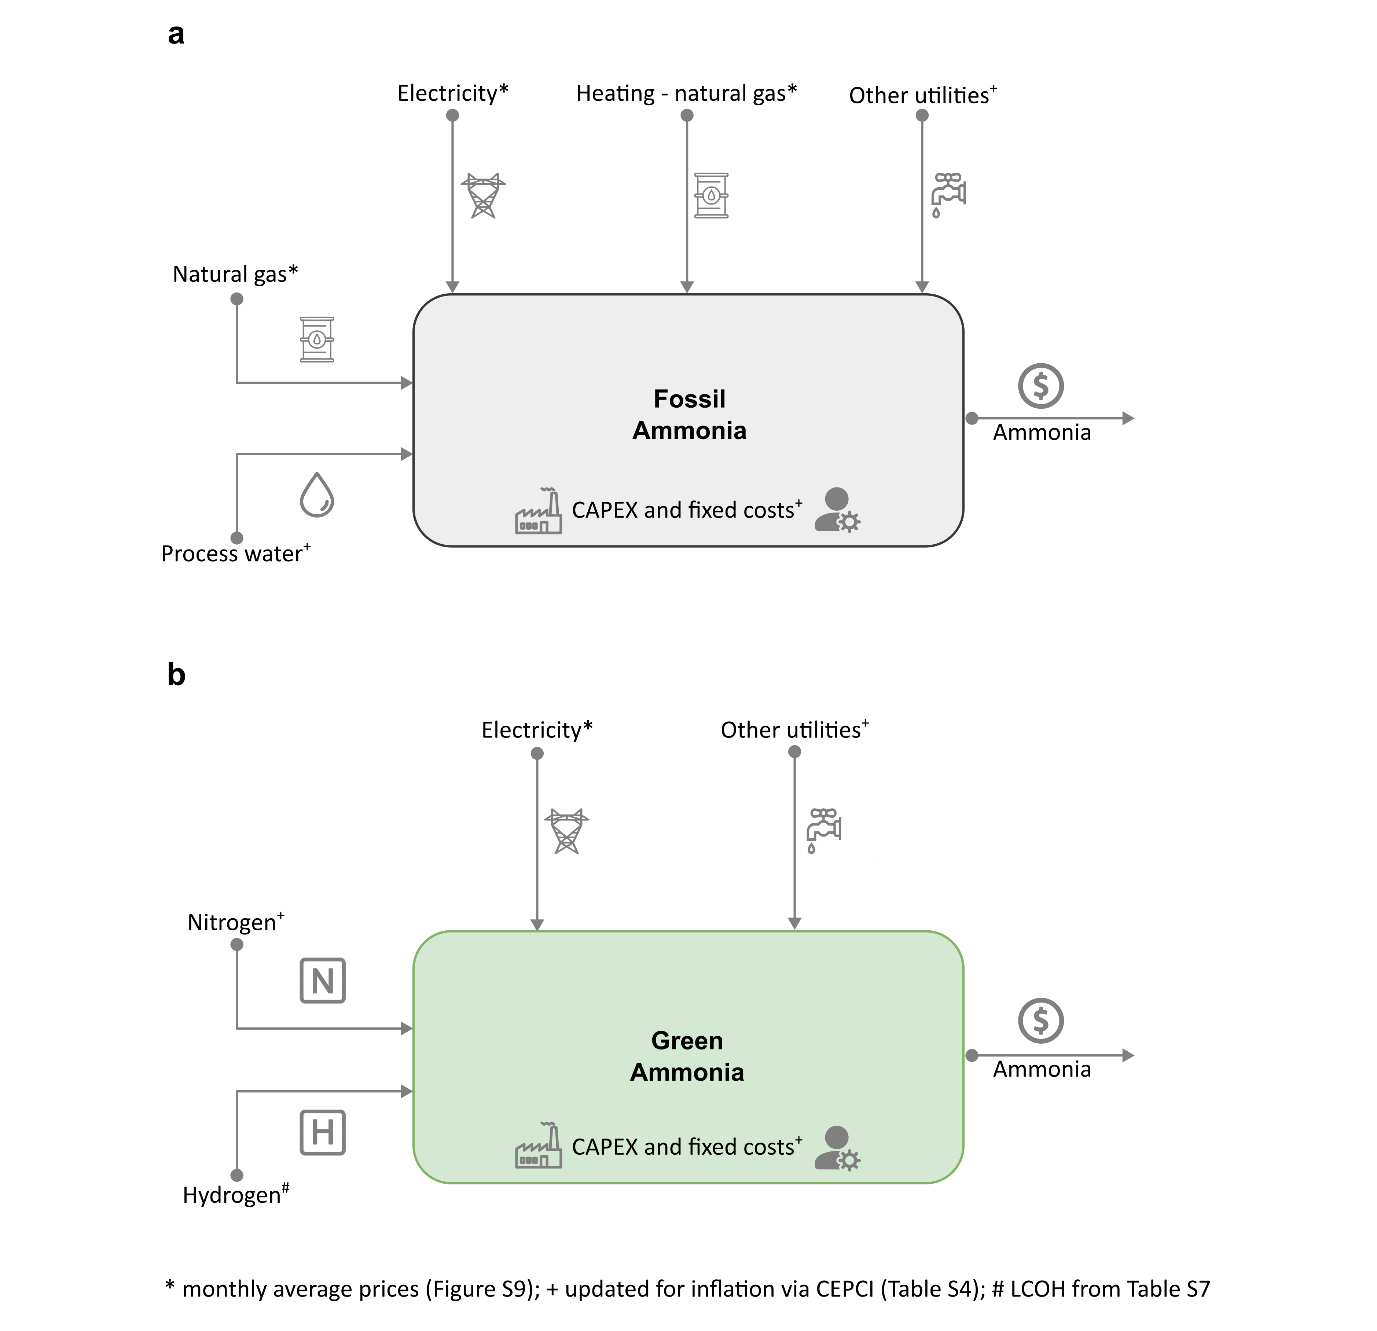 a
Electricity*
Heating - natural gas*
Other utilities+
Natural gas*
Fossil
Ammonia
$
Ammonia
CAPEX and fixed costs+
Process water+
b
Electricity*
Other utilities+
Nitrogen+
N
Green
Ammonia
$
Ammonia
H
CAPEX and fixed costs+
Hydrogen#
* monthly average prices (Figure S9); + updated for inflation via CEPCI (Table S4); # LCOH from Table S7